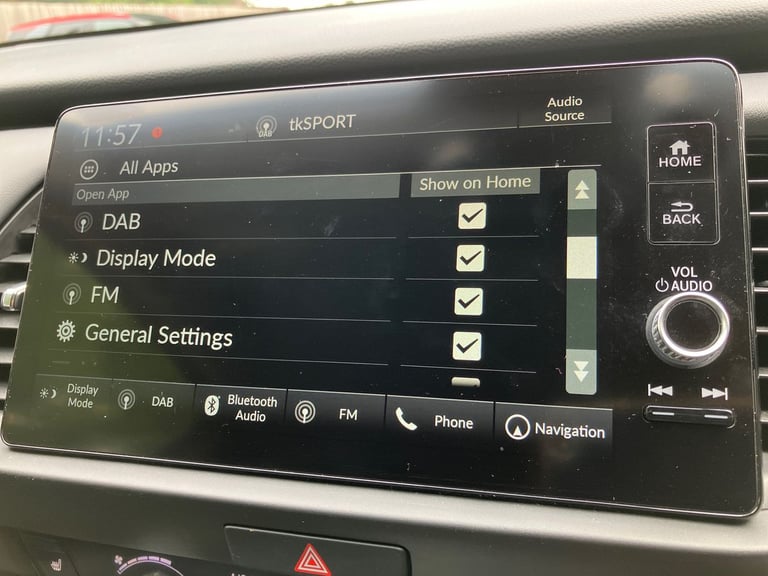 11:57
DAB
tkSPORT
Audio
Source
All Apps
Open App
Show on Home
DAB
Display Mode
FM
General Settings
Display
Mode
DAB
Bluetooth
Audio
FM
Phone
Navigation
HOME
BACK
VOL
AUDIO